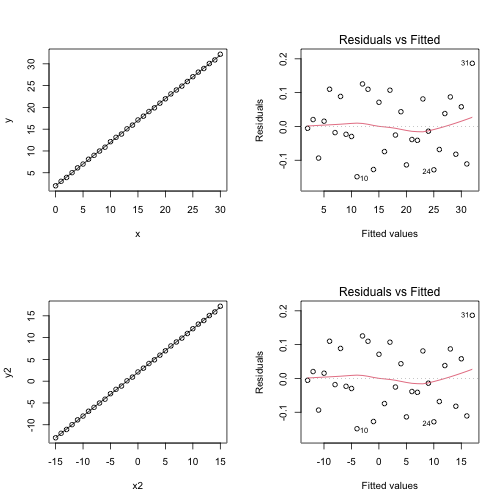 y
5 10 15 20 25 30
0 5 10 15 20 25 30
x
Residuals vs Fitted
Residuals
-0.1 0.0 0.1 0.2
31
10
24
5 10 15 20 25 30
Fitted values
y2
-10 -5 0 5 10 15
-15 -10 -5 0 5 10 15
x2
Residuals vs Fitted
Residuals
-0.1 0.0 0.1 0.2
31
10
24
-10 -5 0 5 10 15
Fitted values